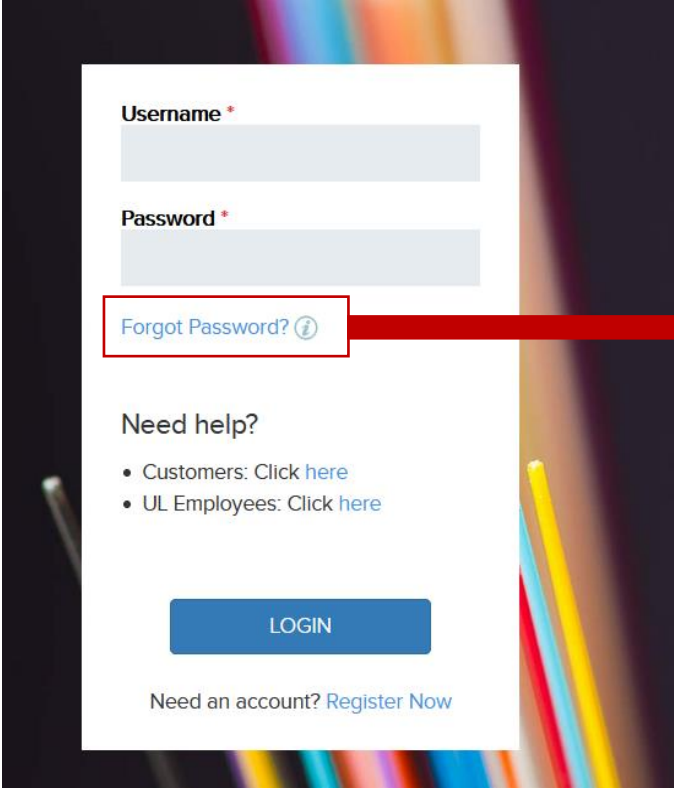 Username *
Password *
Forgot Password? i
Need help?
• Customers: Click here
• UL Employees: Click here
LOGIN
Need an account? Register Now